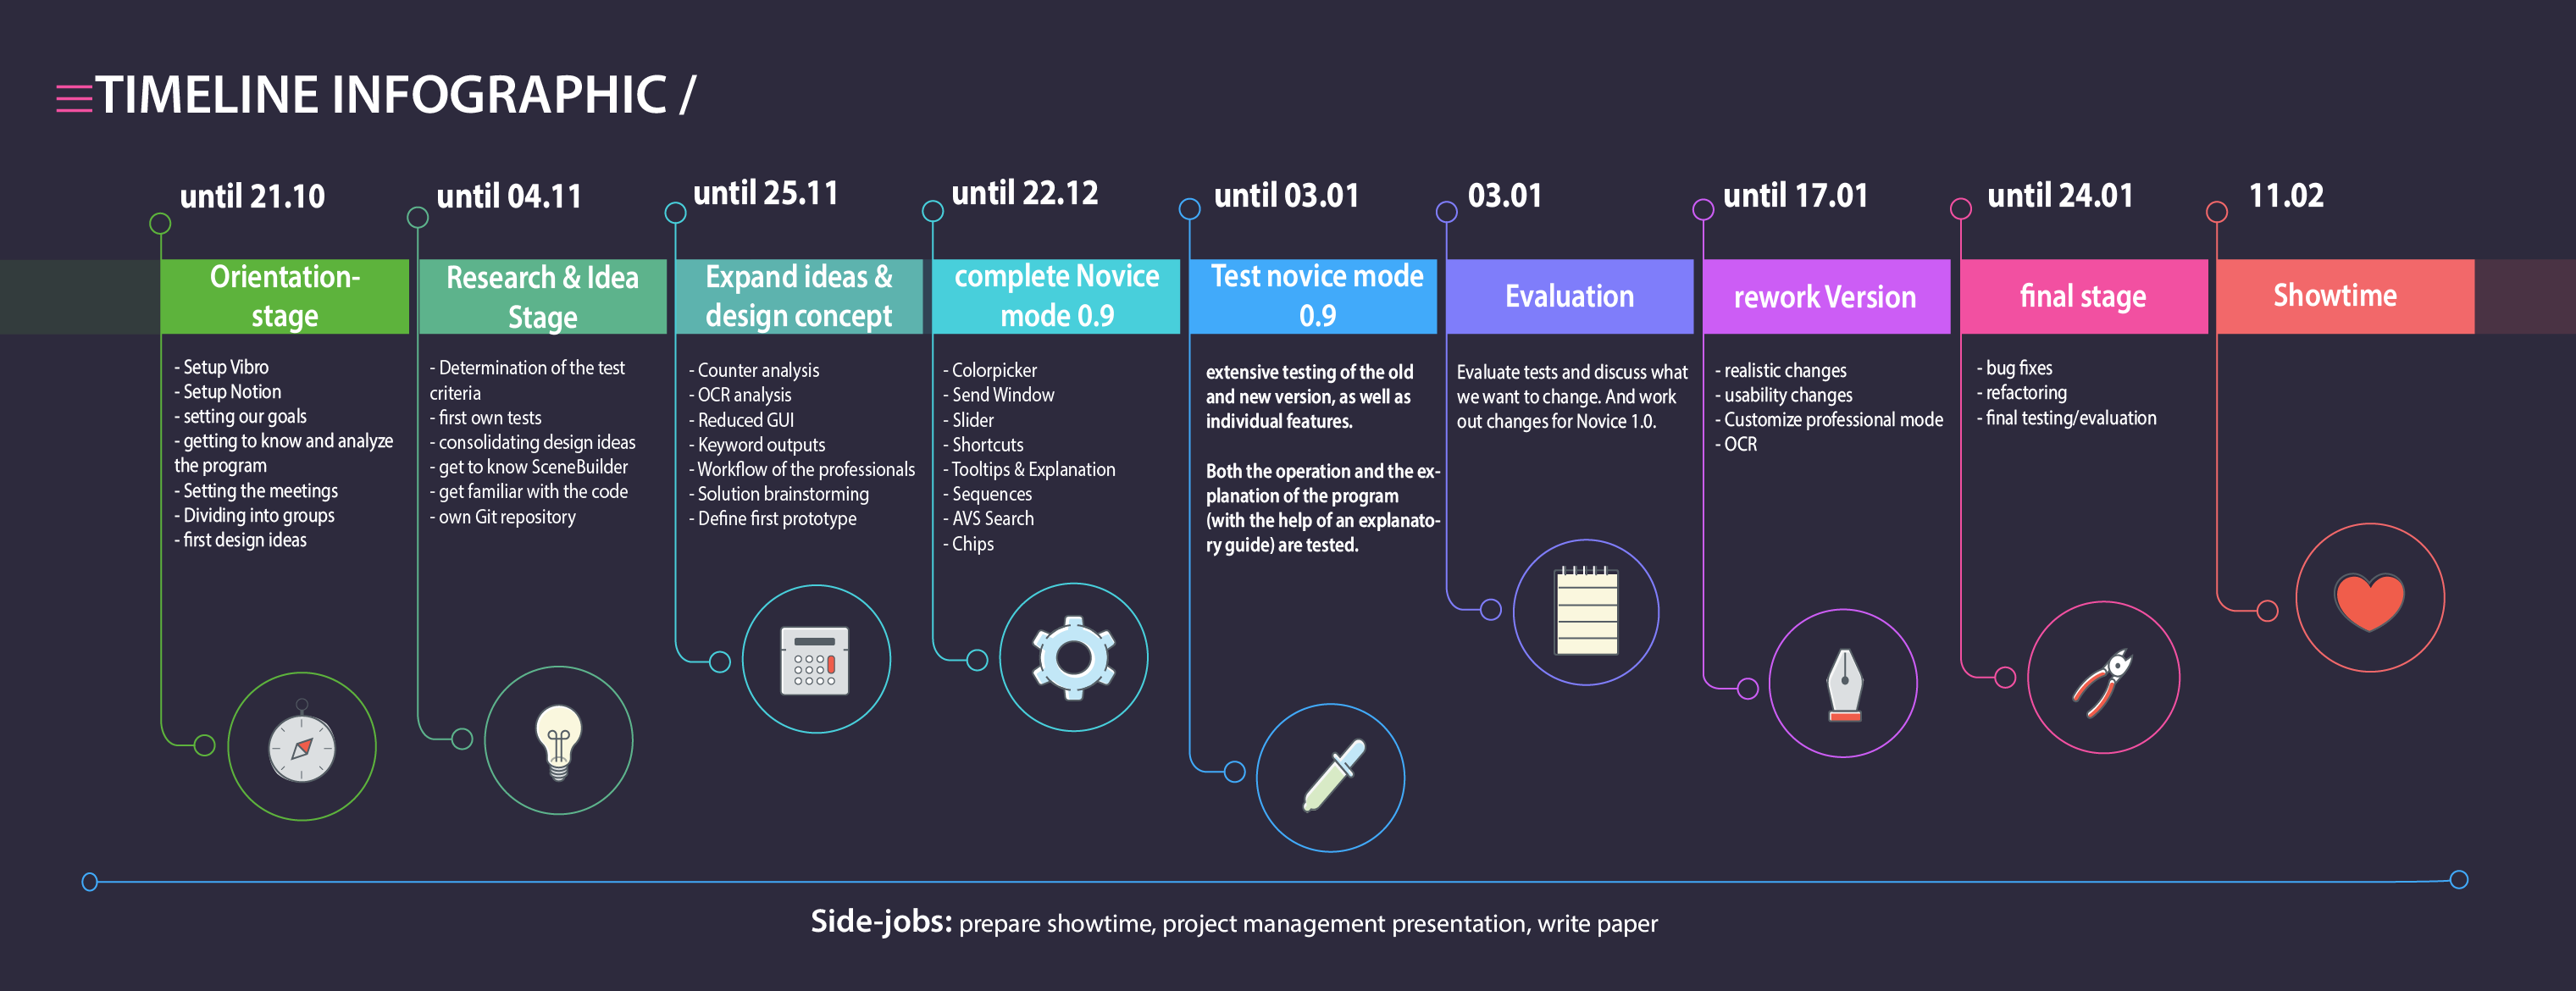 TIMELINE INFOGRAPHIC /
until 21.10
Orientation-
stage
- Setup Vibro
- Setup Notion
- setting our goals
- getting to know and analyze
the program
- Setting the meetings
- Dividing into groups
- first design ideas
until 04.11
Research & Idea
Stage
- Determination of the test
criteria
- first own tests
- consolidating design ideas
- get to know SceneBuilder
- get familiar with the code
- own Git repository
until 25.11
Expand ideas &
design concept
- Counter analysis
- OCR analysis
- Reduced GUI
- Keyword outputs
- Workflow of the professionals
- Solution brainstorming
- Define first prototype
until 22.12
complete Novice
mode 0.9
- Colorpicker
- Send Window
- Slider
- Shortcuts
- Tooltips & Explanation
- Sequences
- AVS Search
- Chips
until 03.01
Test novice mode
0.9
extensive testing of the old
and new version, as well as
individual features.
Both the operation and the ex-
planation of the program
(with the help of an explanato-
ry guide) are tested.
03.01
Evaluation
Evaluate tests and discuss what
we want to change. And work
out changes for Novice 1.0.
until 17.01
rework Version
- realistic changes
- usability changes
- Customize professional mode
- OCR
until 24.01
final stage
- bug fixes
- refactoring
- final testing/evaluation
11.02
Showtime
Side-jobs: prepare showtime, project management presentation, write paper